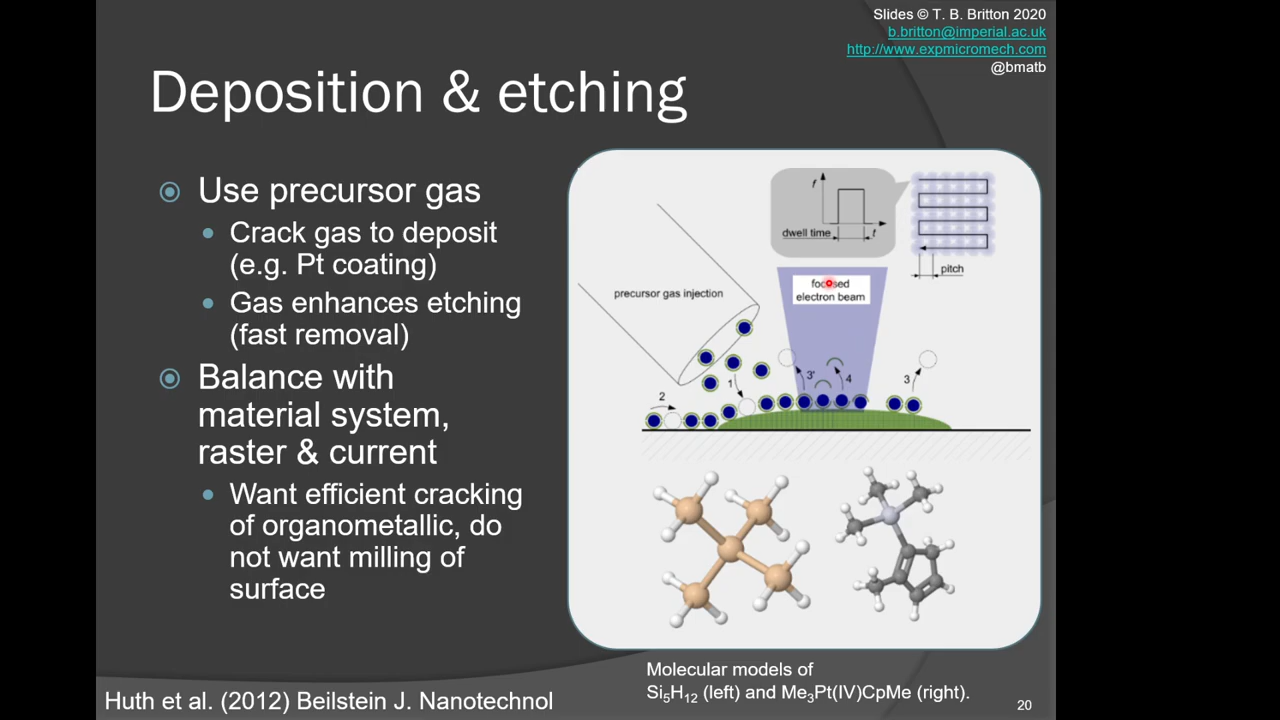 Slides © T. B. Britton 2020
b.britton@imperial.ac.uk
http://www.expmicromech.com
@bmatb
Deposition & etching
Use precursor gas
Crack gas to deposit
(e.g. Pt coating)
Gas enhances etching
(fast removal)
Balance with
material system,
raster & current
Want efficient cracking
of organometallic, do
not want milling of
surface
f
dwell time
t
pitch
precursor gas injection
focused
electron beam
1
2
3'
4
3
Molecular models of
Si₅H₁₂ (left) and Me₃Pt(IV)CpMe (right).
Huth et al. (2012) Beilstein J. Nanotechnol
20